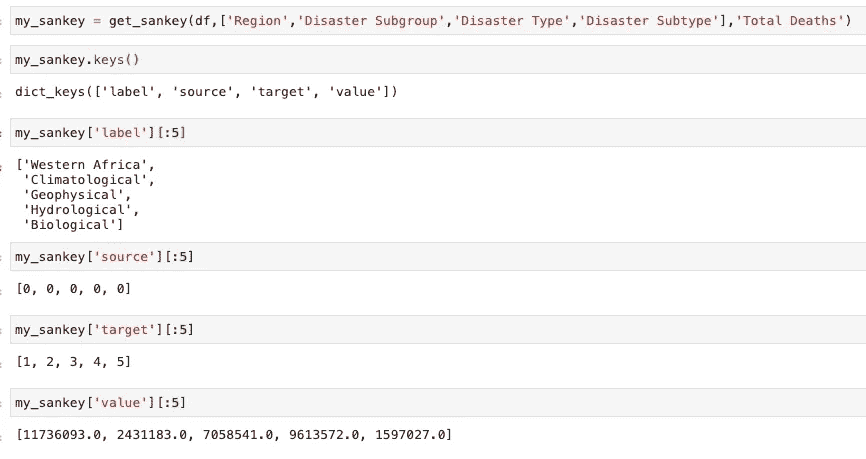 my_sankey = get_sankey(df,['Region','Disaster Subgroup','Disaster Type','Disaster Subtype'],'Total Deaths')
my_sankey.keys()
dict_keys(['label', 'source', 'target', 'value'])
my_sankey['label'][:5]
['Western Africa',
 'Climatological',
 'Geophysical',
 'Hydrological',
 'Biological']
my_sankey['source'][:5]
[0, 0, 0, 0, 0]
my_sankey['target'][:5]
[1, 2, 3, 4, 5]
my_sankey['value'][:5]
[11736093.0, 2431183.0, 7058541.0, 9613572.0, 1597027.0]